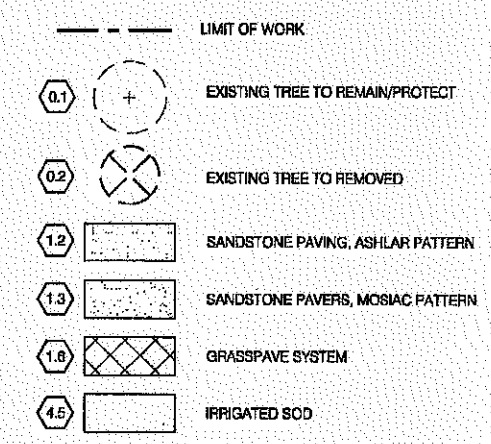 LIMIT OF WORK
0.1 EXISTING TREE TO REMAIN/PROTECT
0.2 EXISTING TREE TO REMOVED
1.2 SANDSTONE PAVING, ASHLAR PATTERN
1.3 SANDSTONE PAVERS, MOSIAC PATTERN
1.6 GRASSPAVE SYSTEM
4.5 IRRIGATED SOD